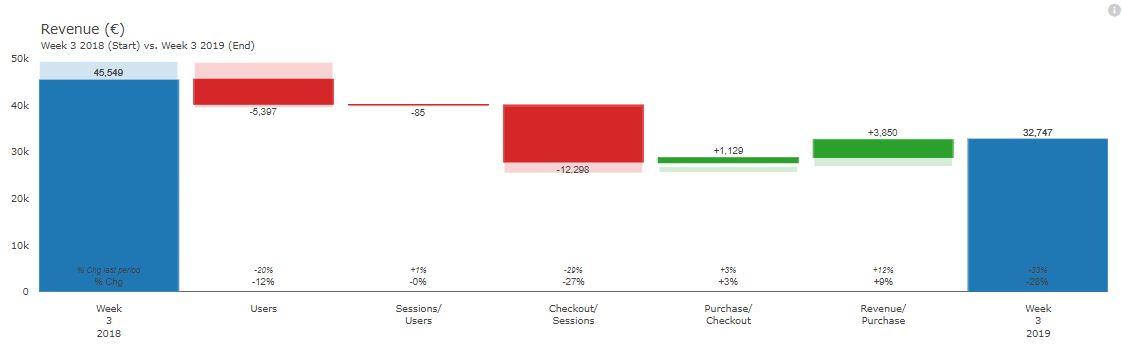 Revenue (€)
Week 3 2018 (Start) vs. Week 3 2019 (End)
50k
40k
30k
20k
10k
0
45,549
-5,397
-85
-12,298
+1,129
+3,850
32,747
% Chg last period
-20%
+1%
-29%
+3%
+12%
-33%
% Chg
-12%
-0%
-27%
+3%
+9%
-28%
Week
3
2018
Users
Sessions/
Users
Checkout/
Sessions
Purchase/
Checkout
Revenue/
Purchase
Week
3
2019